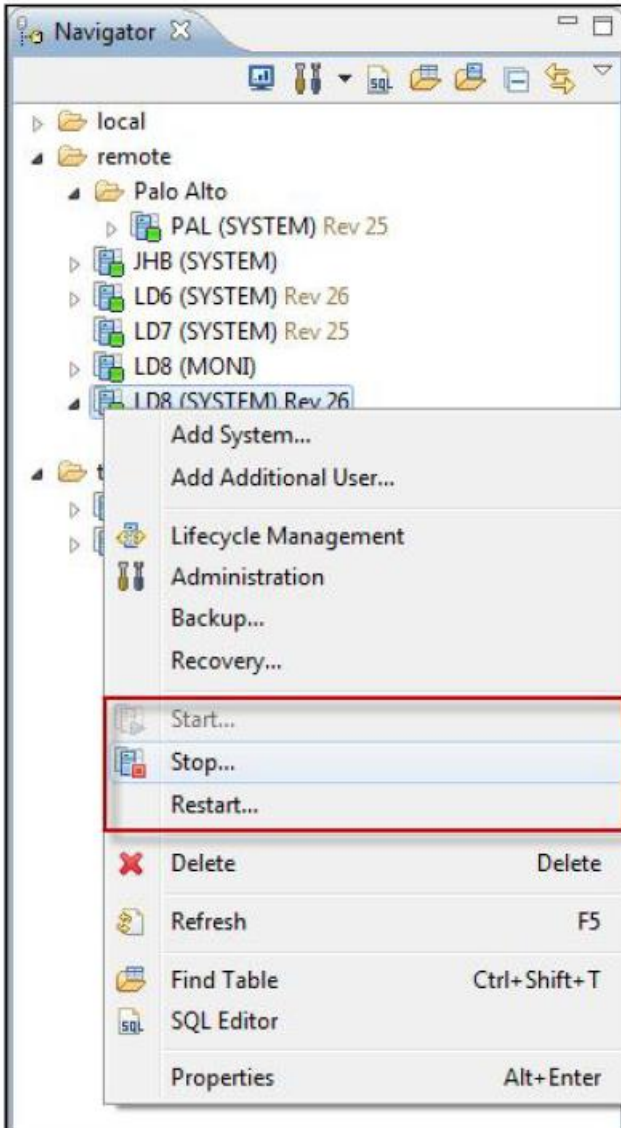 Navigator
SQL
local
remote
Palo Alto
PAL (SYSTEM) Rev 25
JHB (SYSTEM)
LD6 (SYSTEM) Rev 26
LD7 (SYSTEM) Rev 25
LD8 (MONI)
LD8 (SYSTEM) Rev 26
t
Add System...
Add Additional User...
Lifecycle Management
Administration
Backup...
Recovery...
Start...
Stop...
Restart...
Delete Delete
Refresh F5
Find Table Ctrl+Shift+T
SQL SQL Editor
Properties Alt+Enter